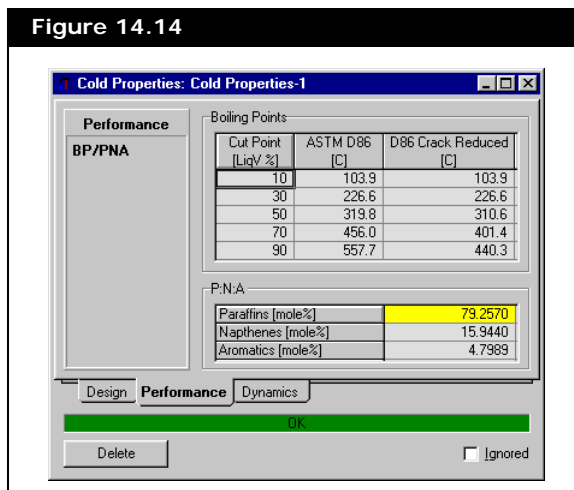 Figure 14.14
Cold Properties: Cold Properties-1
Performance
BP/PNA
Boiling Points
Cut Point [LiqV %] ASTM D86 [C] D86 Crack Reduced [C]
10 103.9 103.9
30 226.6 226.6
50 319.8 310.6
70 456.0 401.4
90 557.7 440.3
P:N:A
Paraffins [mole%] 79.2570
Napthenes [mole%] 15.9440
Aromatics [mole%] 4.7989
Design Performance Dynamics
OK
Delete Ignored